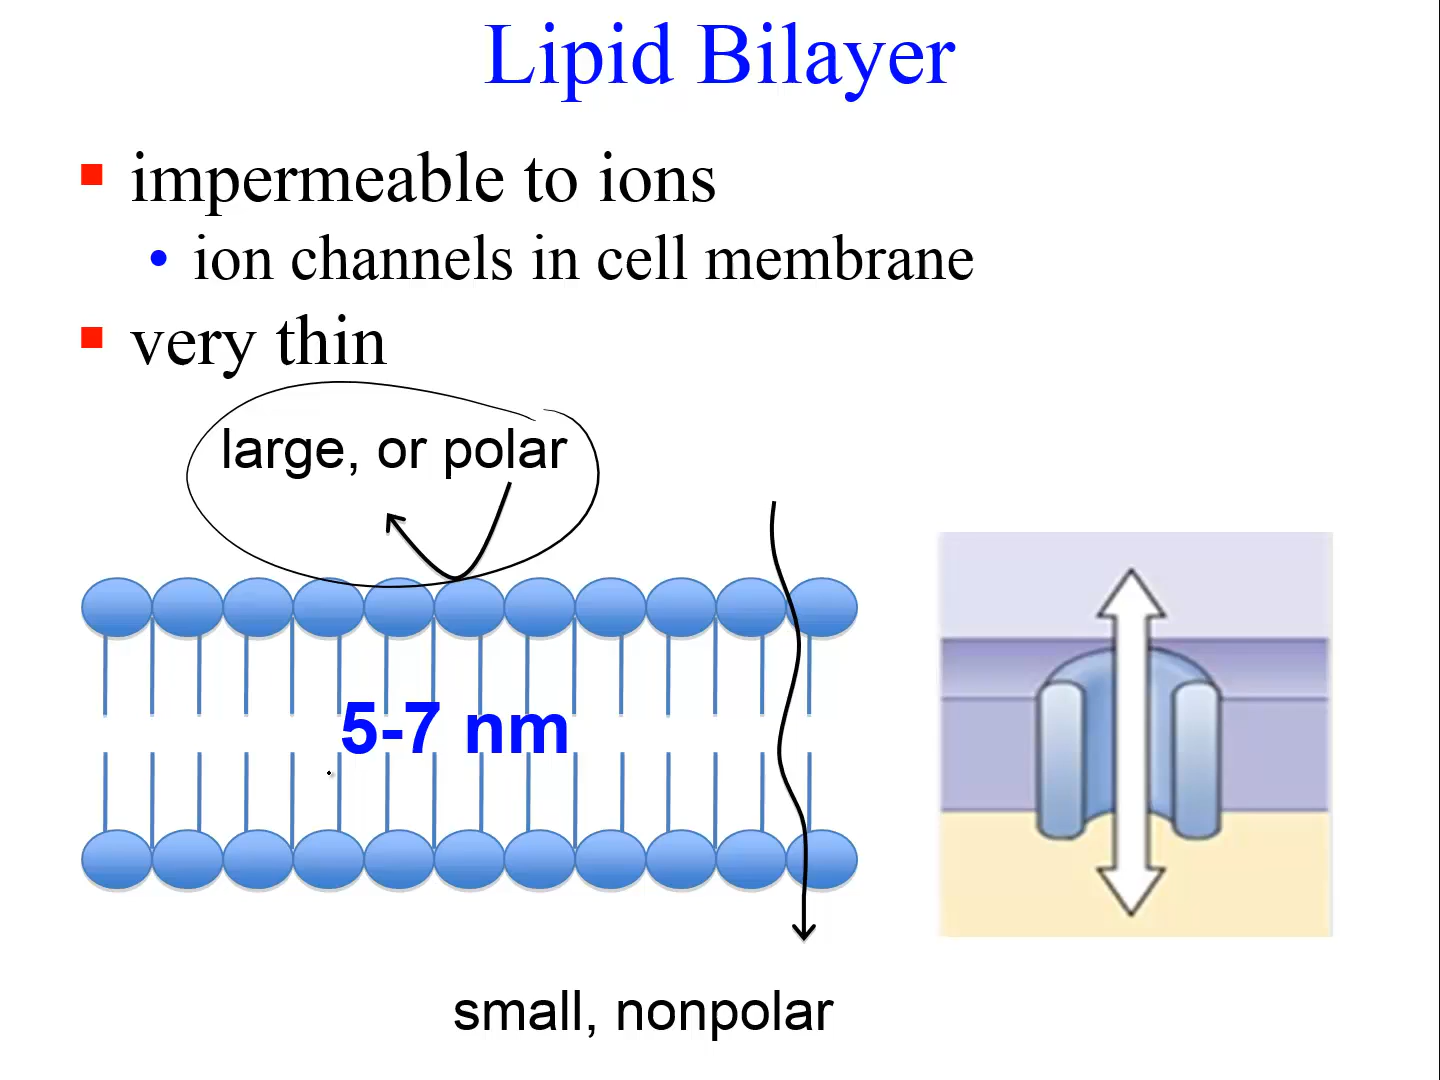 Lipid Bilayer
impermeable to ions
ion channels in cell membrane
very thin
large, or polar
5-7 nm
small, nonpolar